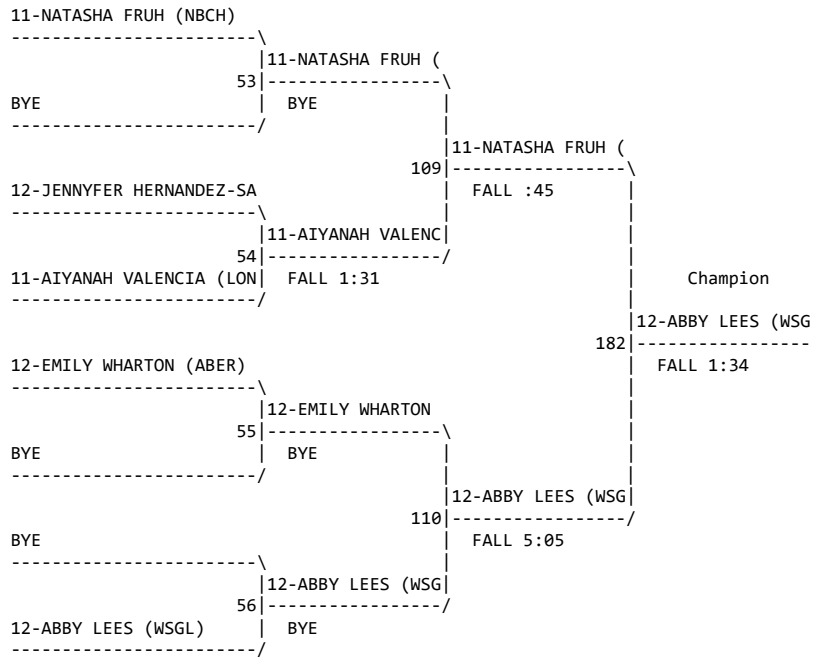 11-NATASHA FRUH (NBCH)
11-NATASHA FRUH (
53
BYE BYE
11-NATASHA FRUH (
109
12-JENNYFER HERNANDEZ-SA FALL :45
11-AIYANAH VALENC
54
11-AIYANAH VALENCIA (LON FALL 1:31 Champion
12-ABBY LEES (WSG
182
12-EMILY WHARTON (ABER) FALL 1:34
12-EMILY WHARTON
55
BYE BYE
12-ABBY LEES (WSG
110
BYE FALL 5:05
12-ABBY LEES (WSG
56
12-ABBY LEES (WSGL) BYE